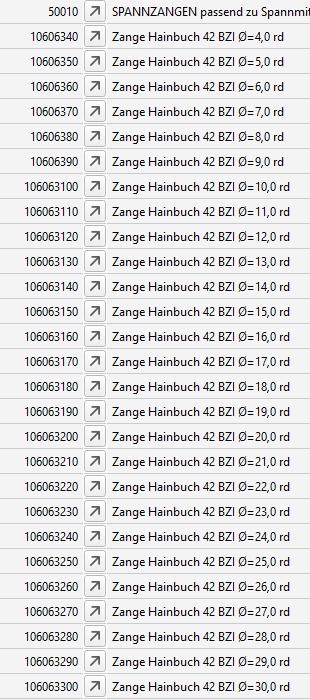 50010 SPANNZANGEN passend zu Spannmit
10606340 Zange Hainbuch 42 BZI Ø=4,0 rd
10606350 Zange Hainbuch 42 BZI Ø=5,0 rd
10606360 Zange Hainbuch 42 BZI Ø=6,0 rd
10606370 Zange Hainbuch 42 BZI Ø=7,0 rd
10606380 Zange Hainbuch 42 BZI Ø=8,0 rd
10606390 Zange Hainbuch 42 BZI Ø=9,0 rd
106063100 Zange Hainbuch 42 BZI Ø=10,0 rd
106063110 Zange Hainbuch 42 BZI Ø=11,0 rd
106063120 Zange Hainbuch 42 BZI Ø=12,0 rd
106063130 Zange Hainbuch 42 BZI Ø=13,0 rd
106063140 Zange Hainbuch 42 BZI Ø=14,0 rd
106063150 Zange Hainbuch 42 BZI Ø=15,0 rd
106063160 Zange Hainbuch 42 BZI Ø=16,0 rd
106063170 Zange Hainbuch 42 BZI Ø=17,0 rd
106063180 Zange Hainbuch 42 BZI Ø=18,0 rd
106063190 Zange Hainbuch 42 BZI Ø=19,0 rd
106063200 Zange Hainbuch 42 BZI Ø=20,0 rd
106063210 Zange Hainbuch 42 BZI Ø=21,0 rd
106063220 Zange Hainbuch 42 BZI Ø=22,0 rd
106063230 Zange Hainbuch 42 BZI Ø=23,0 rd
106063240 Zange Hainbuch 42 BZI Ø=24,0 rd
106063250 Zange Hainbuch 42 BZI Ø=25,0 rd
106063260 Zange Hainbuch 42 BZI Ø=26,0 rd
106063270 Zange Hainbuch 42 BZI Ø=27,0 rd
106063280 Zange Hainbuch 42 BZI Ø=28,0 rd
106063290 Zange Hainbuch 42 BZI Ø=29,0 rd
106063300 Zange Hainbuch 42 BZI Ø=30,0 rd